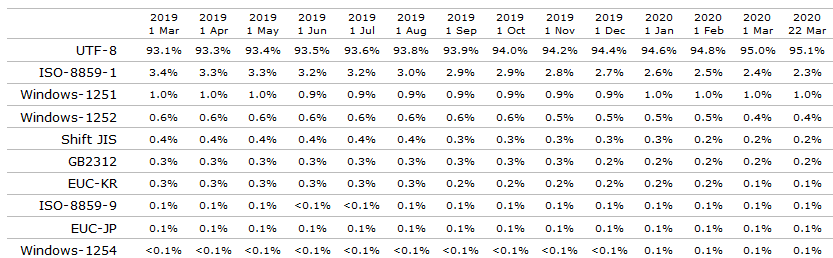 2019 2019 2019 2019 2019 2019 2019 2019 2019 2019 2020 2020 2020 2020
1 Mar 1 Apr 1 May 1 Jun 1 Jul 1 Aug 1 Sep 1 Oct 1 Nov 1 Dec 1 Jan 1 Feb 1 Mar 22 Mar
UTF-8 93.1% 93.3% 93.4% 93.5% 93.6% 93.8% 93.9% 94.0% 94.2% 94.4% 94.6% 94.8% 95.0% 95.1%
ISO-8859-1 3.4% 3.3% 3.3% 3.2% 3.2% 3.0% 2.9% 2.9% 2.8% 2.7% 2.6% 2.5% 2.4% 2.3%
Windows-1251 1.0% 1.0% 1.0% 0.9% 0.9% 0.9% 0.9% 0.9% 0.9% 0.9% 1.0% 1.0% 1.0% 1.0%
Windows-1252 0.6% 0.6% 0.6% 0.6% 0.6% 0.6% 0.6% 0.6% 0.5% 0.5% 0.5% 0.5% 0.4% 0.4%
Shift JIS 0.4% 0.4% 0.4% 0.4% 0.4% 0.4% 0.3% 0.3% 0.3% 0.3% 0.3% 0.2% 0.2% 0.2%
GB2312 0.3% 0.3% 0.3% 0.3% 0.3% 0.3% 0.3% 0.3% 0.3% 0.2% 0.2% 0.2% 0.2% 0.2%
EUC-KR 0.3% 0.3% 0.3% 0.3% 0.3% 0.3% 0.2% 0.2% 0.2% 0.2% 0.2% 0.2% 0.1% 0.1%
ISO-8859-9 0.1% 0.1% 0.1% <0.1% <0.1% 0.1% 0.1% 0.1% 0.1% 0.1% 0.1% 0.1% 0.1% 0.1%
EUC-JP 0.1% 0.1% 0.1% 0.1% 0.1% 0.1% 0.1% 0.1% 0.1% 0.1% 0.1% 0.1% 0.1% 0.1%
Windows-1254 <0.1% <0.1% <0.1% <0.1% <0.1% <0.1% <0.1% <0.1% <0.1% <0.1% 0.1% 0.1% 0.1% 0.1%